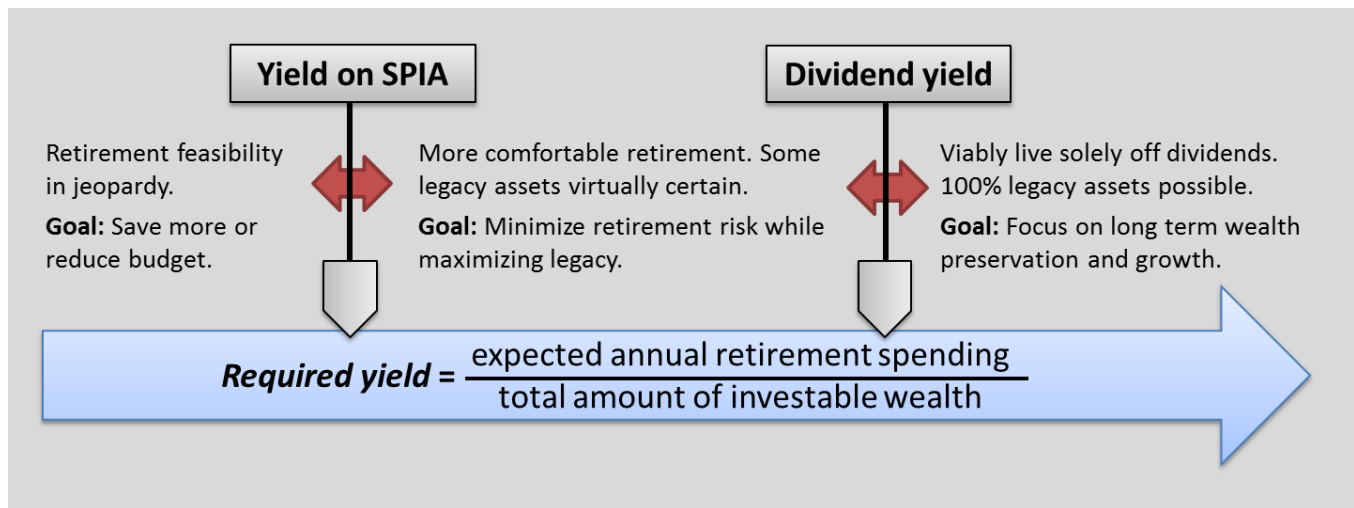 Yield on SPIA
Dividend yield
Retirement feasibility
in jeopardy.
Goal: Save more or
reduce budget.
More comfortable retirement. Some
legacy assets virtually certain.
Goal: Minimize retirement risk while
maximizing legacy.
Viably live solely off dividends.
100% legacy assets possible.
Goal: Focus on long term wealth
preservation and growth.
Required yield =
expected annual retirement spending
total amount of investable wealth